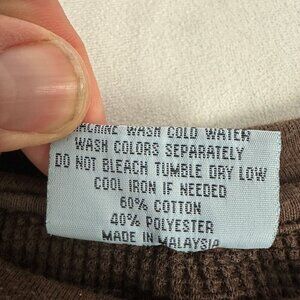 MACHINE WASH COLD WATER
WASH COLORS SEPARATELY
DO NOT BLEACH TUMBLE DRY LOW
COOL IRON IF NEEDED
60% COTTON
40% POLYESTER
MADE IN MALAYSIA